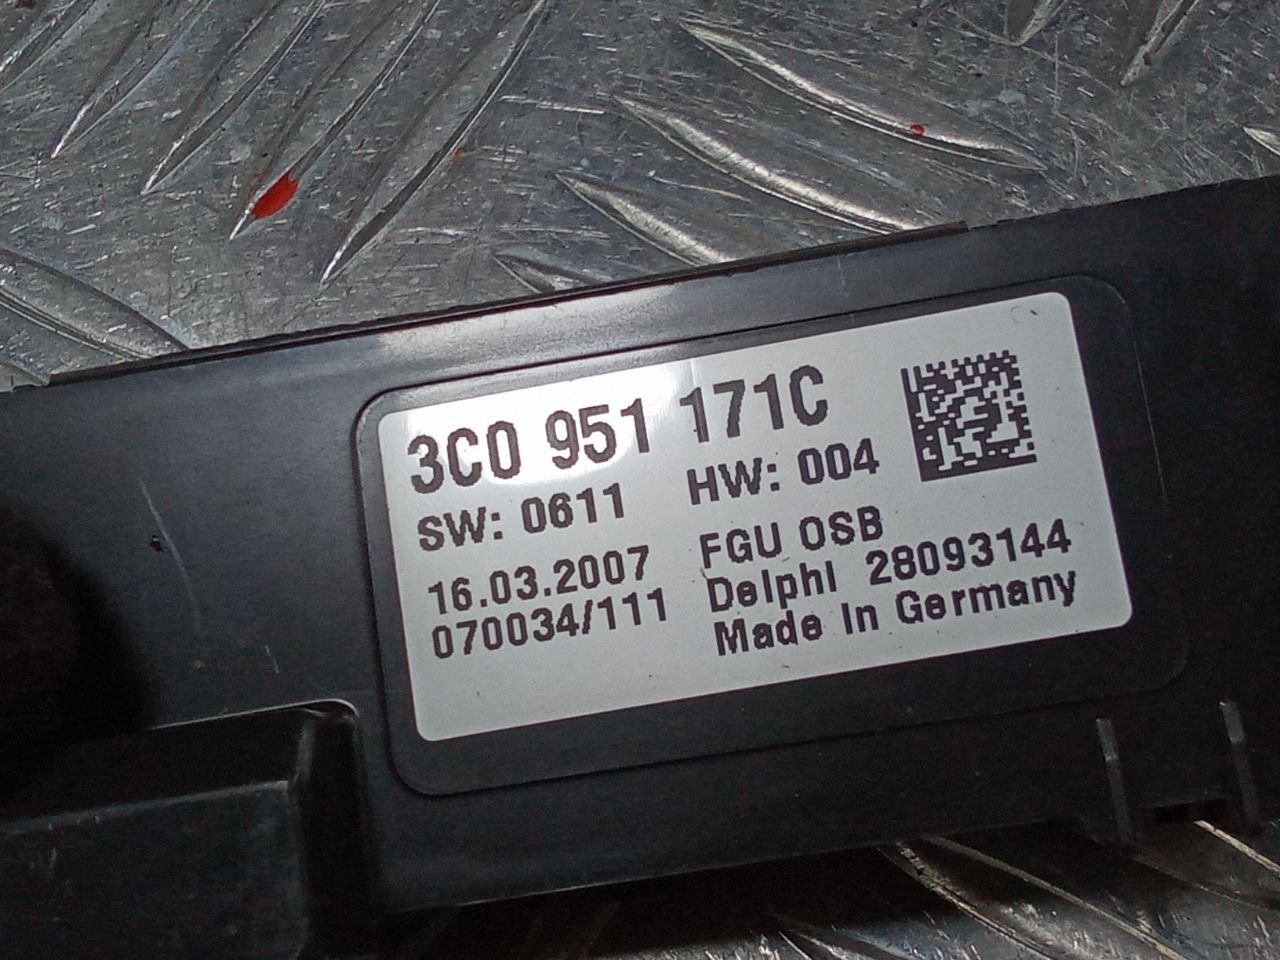 3C0 951 171C
SW: 0611 HW: 004
16.03.2007 FGU OSB
070034/111 Delphi 28093144
Made In Germany